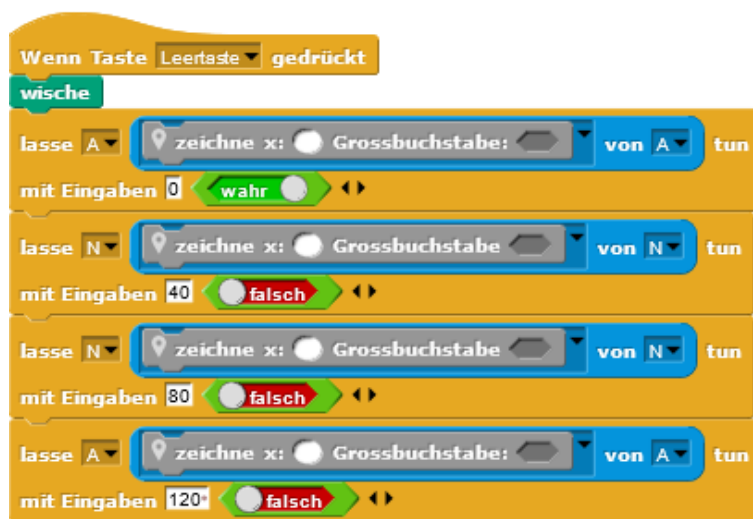 Wenn Taste Leertaste gedrückt
wische
lasse A zeichne x: Grossbuchstabe: von A tun
mit Eingaben 0 wahr
lasse N zeichne x: Grossbuchstabe von N tun
mit Eingaben 40 falsch
lasse N zeichne x: Grossbuchstabe von N tun
mit Eingaben 80 falsch
lasse A zeichne x: Grossbuchstabe: von A tun
mit Eingaben 120 falsch